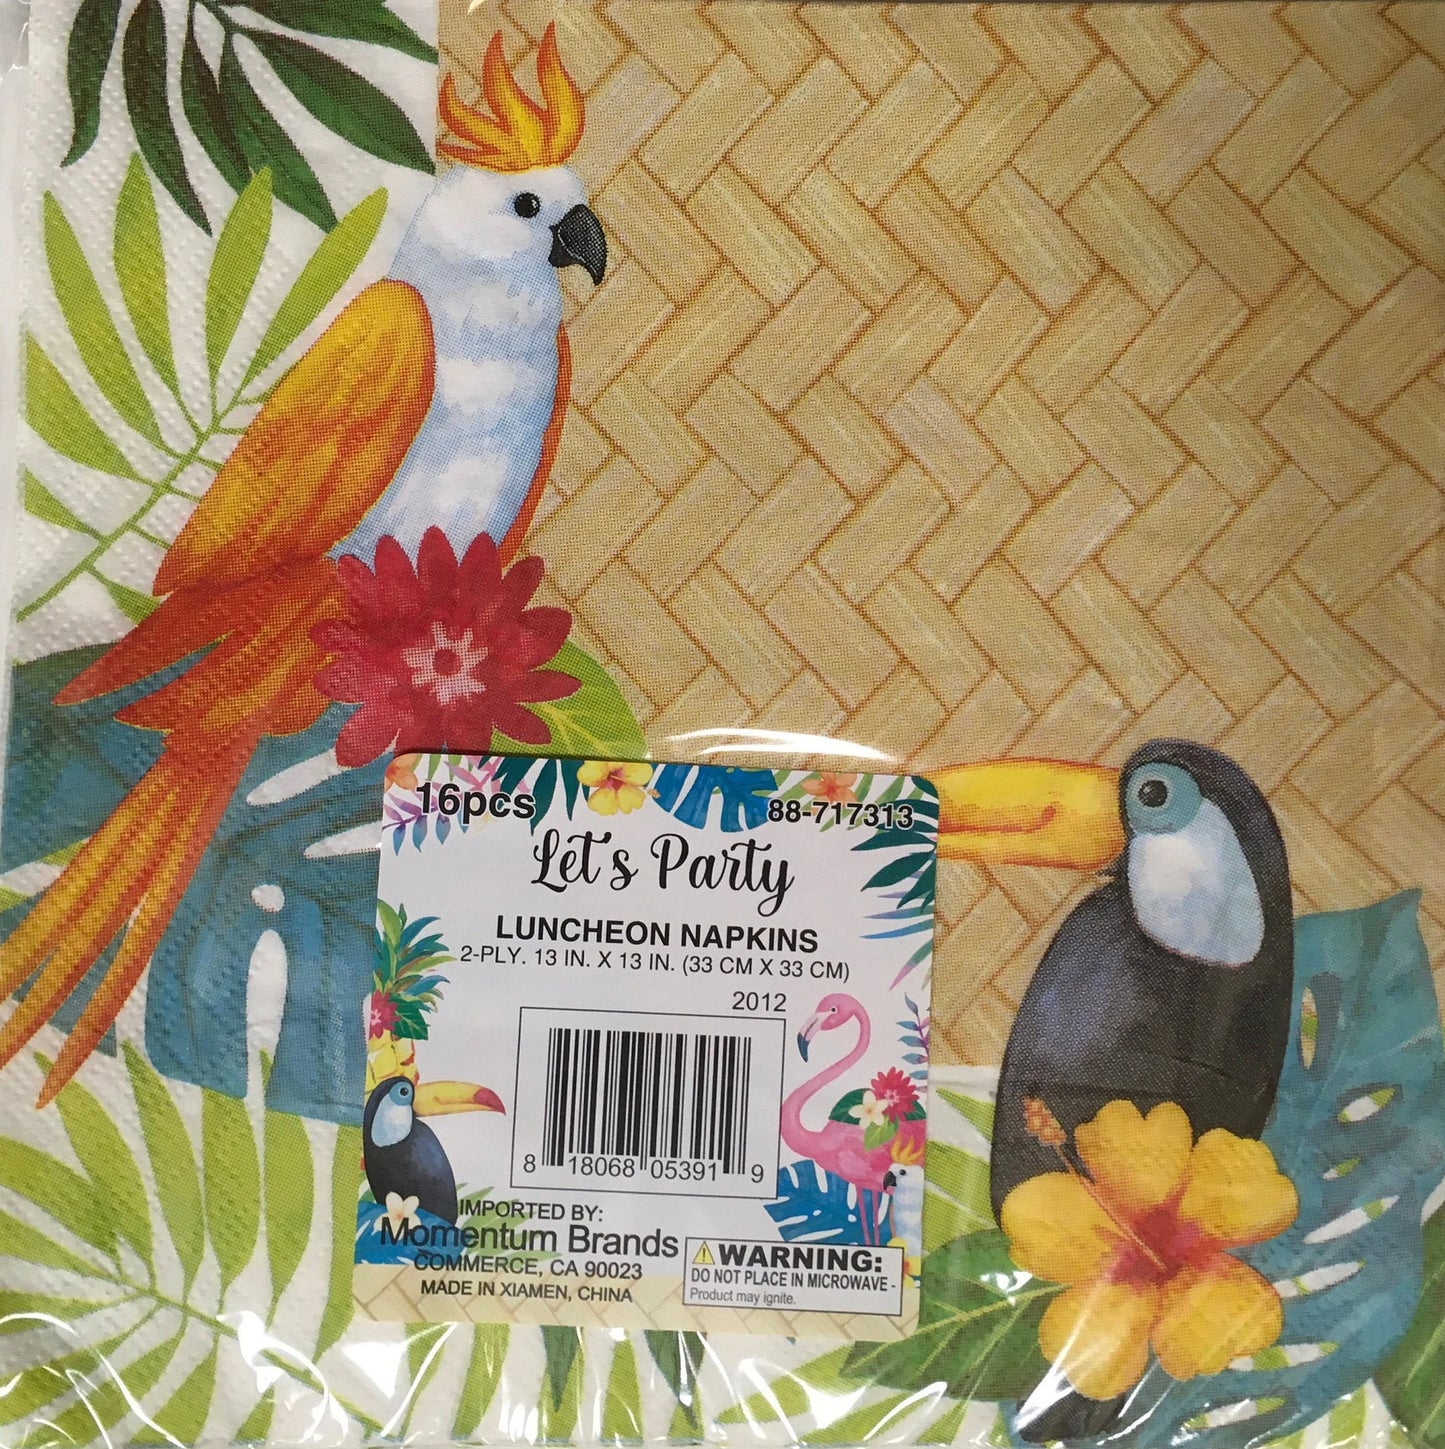 16pcs
88-717313
Let's Party
LUNCHEON NAPKINS
2-PLY. 13 IN. X 13 IN. (33 CM X 33 CM)
2012
8 18068 05391 9
IMPORTED BY:
Momentum Brands
COMMERCE, CA 90023
MADE IN XIAMEN, CHINA
WARNING:
DO NOT PLACE IN MICROWAVE -
Product may ignite.